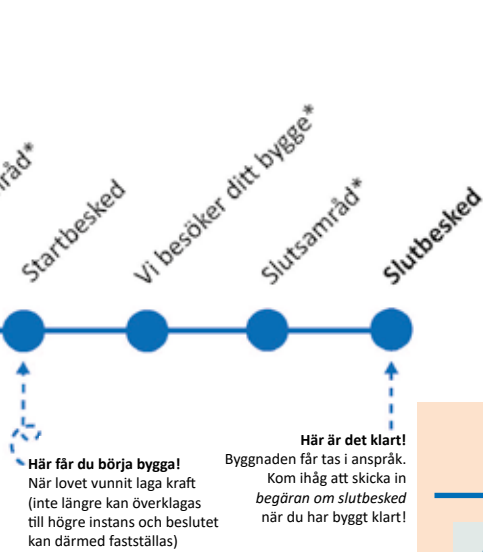 Startbesked
Vi besöker ditt bygge*
Slutsamråd*
Slutbesked
Här får du börja bygga!
När lovet vunnit laga kraft
(inte längre kan överklagas
till högre instans och beslutet
kan därmed fastställas)
Här är det klart!
Byggnaden får tas i anspråk.
Kom ihåg att skicka in
begäran om slutbesked
när du har byggt klart!